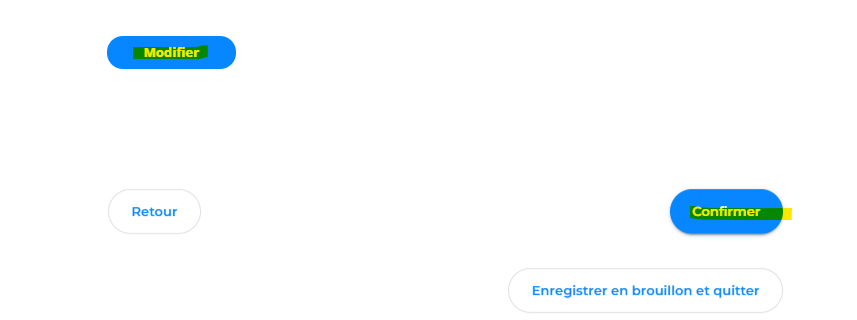 Modifier
Retour
Confirmer
Enregistrer en brouillon et quitter